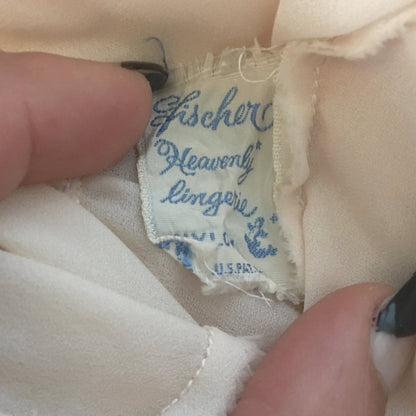 Fischer
"Heavenly"
lingerie
U.S. PAT.